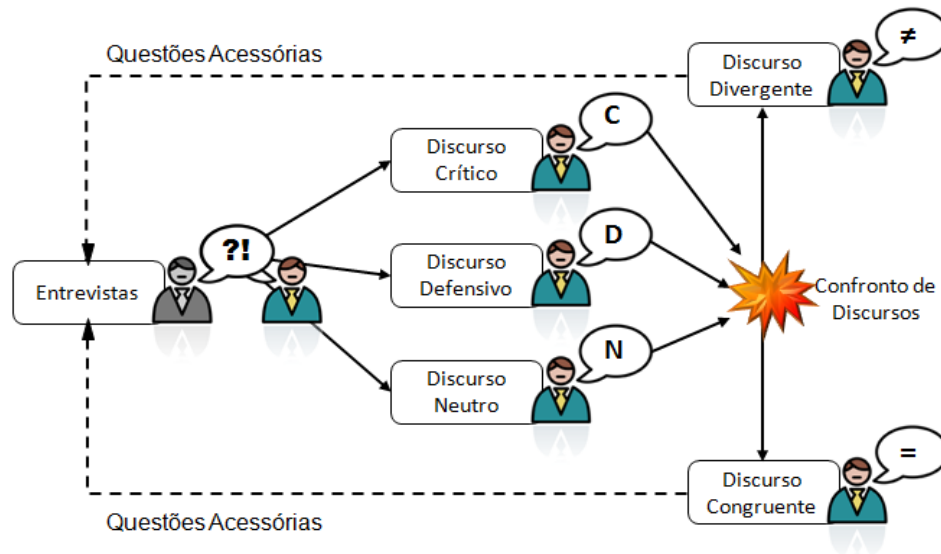 Questões Acessórias
Discurso
Divergente
≠
Discurso
Crítico
C
?!
Entrevistas
Discurso
Defensivo
D
Confronto de
Discursos
Discurso
Neutro
N
Discurso
Congruente
=
Questões Acessórias